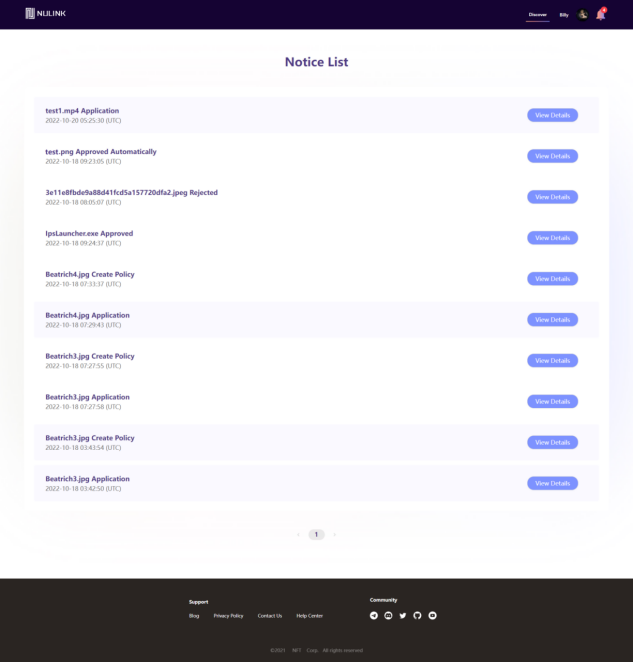 NULINK
Discover
Billy
4
Notice List
test1.mp4 Application
2022-10-20 05:25:30 (UTC)
View Details
test.png Approved Automatically
2022-10-18 09:23:05 (UTC)
View Details
3e11e8fbde9a88d41fcd5a157720dfa2.jpeg Rejected
2022-10-18 08:05:07 (UTC)
View Details
IpsLauncher.exe Approved
2022-10-18 09:24:37 (UTC)
View Details
Beatrich4.jpg Create Policy
2022-10-18 07:33:37 (UTC)
View Details
Beatrich4.jpg Application
2022-10-18 07:29:43 (UTC)
View Details
Beatrich3.jpg Create Policy
2022-10-18 07:27:55 (UTC)
View Details
Beatrich3.jpg Application
2022-10-18 07:27:58 (UTC)
View Details
Beatrich3.jpg Create Policy
2022-10-18 03:43:54 (UTC)
View Details
Beatrich3.jpg Application
2022-10-18 03:42:50 (UTC)
View Details
< 1 >
Support
Blog Privacy Policy Contact Us Help Center
Community
©2021 NFT Corp. All rights reserved